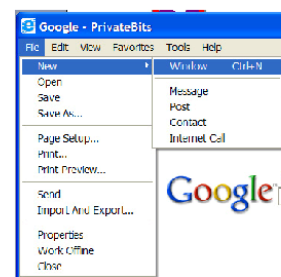 Google - PrivateBits
File Edit View Favorites Tools Help
New
Window Ctrl+N
Open
Save
Message
Save As...
Post
Contact
Page Setup...
Internet Call
Print...
Print Preview...
Send
Google
Import And Export...
Properties
Work Offline
Close